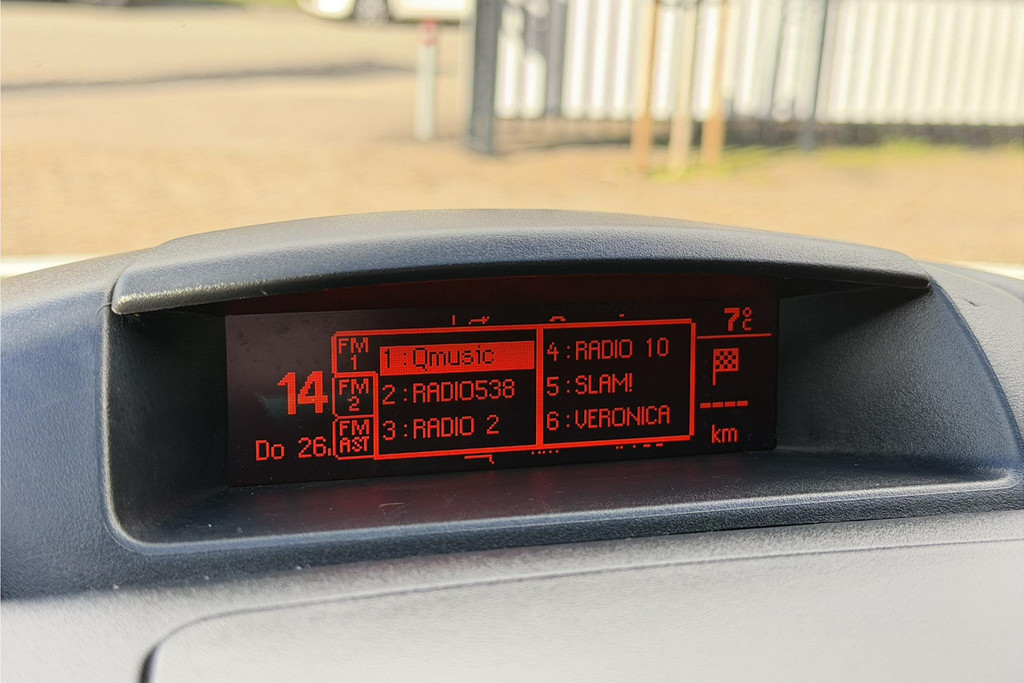 7°C
FM
1
1:Qmusic
4:RADIO 10
14
FM
2
2:RADIO538
5:SLAM!
----
FM
AST
3:RADIO 2
6:VERONICA
km
Do 26